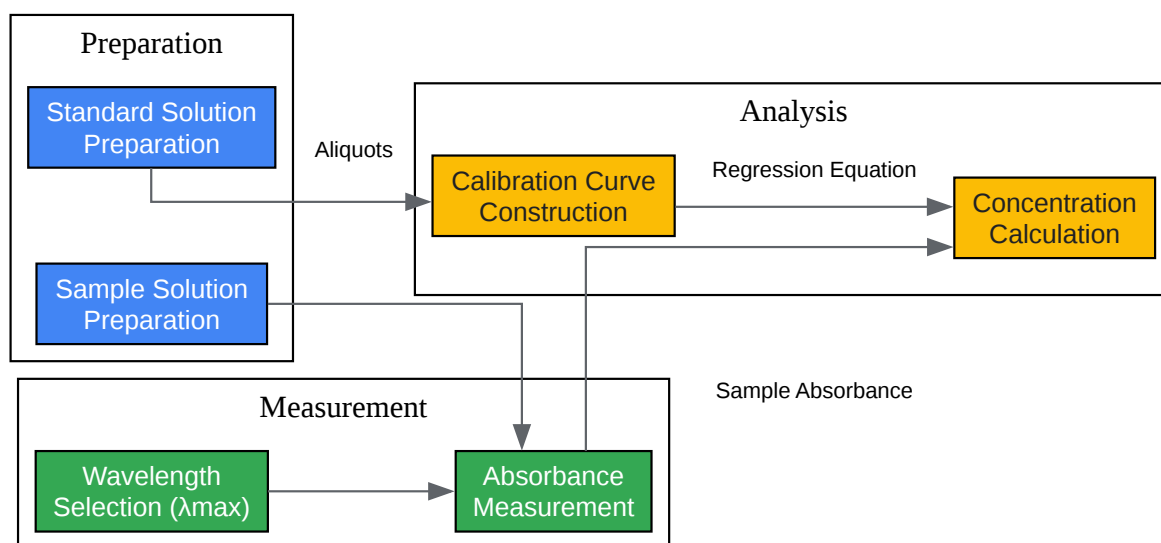 Preparation
Standard Solution
Preparation
Sample Solution
Preparation
Aliquots
Analysis
Calibration Curve
Construction
Regression Equation
Concentration
Calculation
Sample Absorbance
Measurement
Wavelength
Selection (λmax)
Absorbance
Measurement